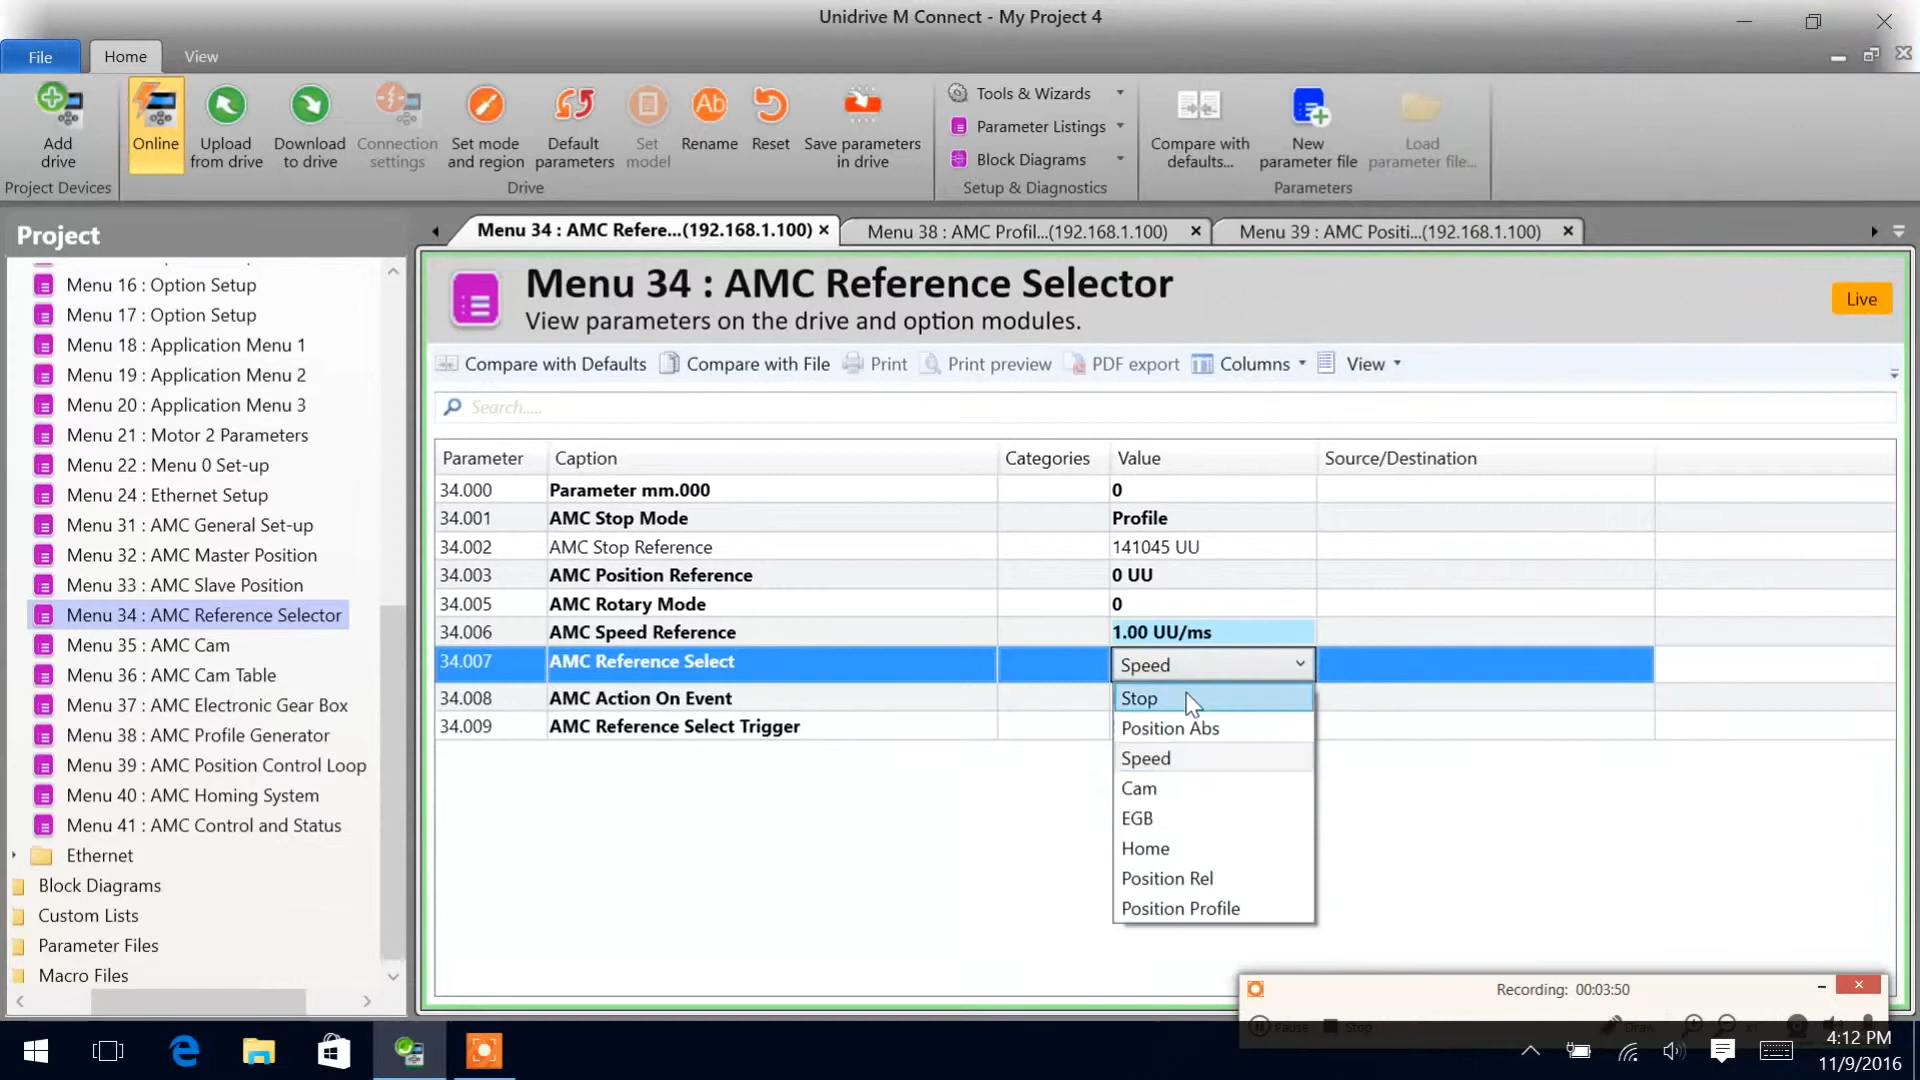 Unidrive M Connect - My Project 4
File
Home
View
Add drive
Online
Upload from drive
Download to drive
Connection settings
Set mode and region
Default parameters
Set model
Rename
Reset
Save parameters in drive
Tools & Wizards
Parameter Listings
Block Diagrams
Compare with defaults...
New parameter file
Load parameter file...
Project Devices
Drive
Setup & Diagnostics
Parameters
Project
Menu 16 : Option Setup
Menu 17 : Option Setup
Menu 18 : Application Menu 1
Menu 19 : Application Menu 2
Menu 20 : Application Menu 3
Menu 21 : Motor 2 Parameters
Menu 22 : Menu 0 Set-up
Menu 24 : Ethernet Setup
Menu 31 : AMC General Set-up
Menu 32 : AMC Master Position
Menu 33 : AMC Slave Position
Menu 34 : AMC Reference Selector
Menu 35 : AMC Cam
Menu 36 : AMC Cam Table
Menu 37 : AMC Electronic Gear Box
Menu 38 : AMC Profile Generator
Menu 39 : AMC Position Control Loop
Menu 40 : AMC Homing System
Menu 41 : AMC Control and Status
Ethernet
Block Diagrams
Custom Lists
Parameter Files
Macro Files
Menu 34 : AMC Refere...(192.168.1.100)
Menu 38 : AMC Profil...(192.168.1.100)
Menu 39 : AMC Positi...(192.168.1.100)
Menu 34 : AMC Reference Selector
View parameters on the drive and option modules.
Live
Compare with Defaults
Compare with File
Print
Print preview
PDF export
Columns
View
Search.....
Parameter Caption Categories Value Source/Destination
34.000 Parameter mm.000 0
34.001 AMC Stop Mode Profile
34.002 AMC Stop Reference 141045 UU
34.003 AMC Position Reference 0 UU
34.005 AMC Rotary Mode 0
34.006 AMC Speed Reference 1.00 UU/ms
34.007 AMC Reference Select Speed
34.008 AMC Action On Event
34.009 AMC Reference Select Trigger
Stop
Position Abs
Speed
Cam
EGB
Home
Position Rel
Position Profile
Recording: 00:03:50
Pause
Stop
Draw
4:12 PM
11/9/2016